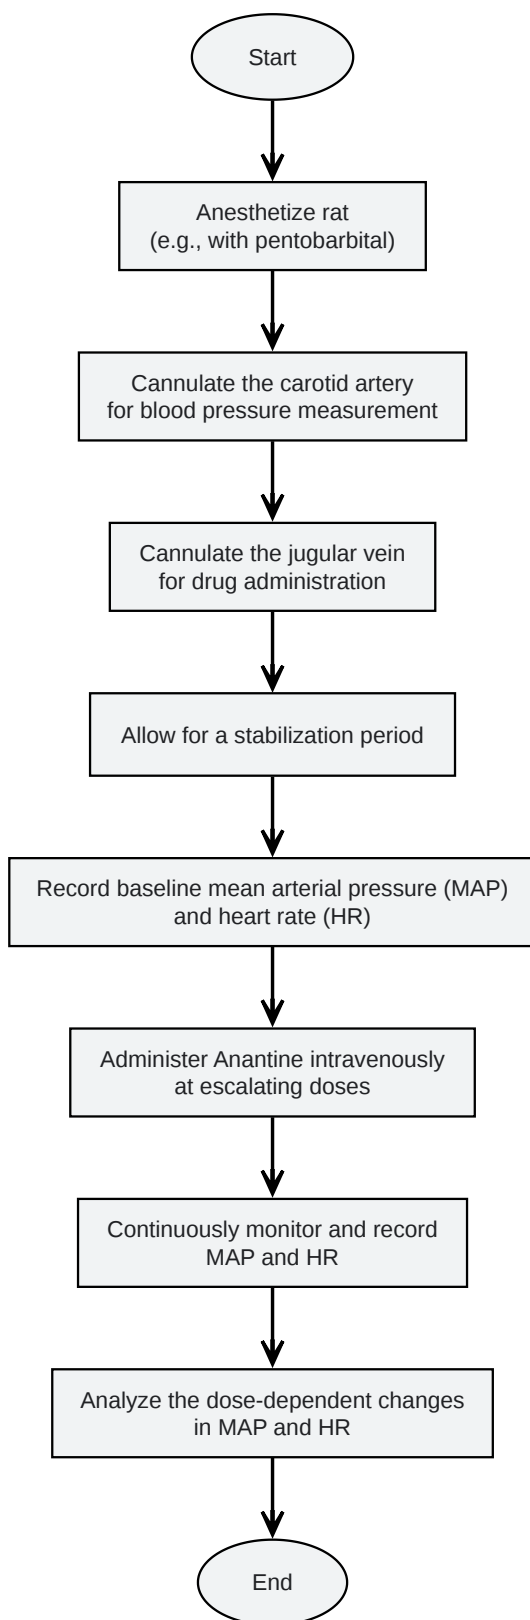 Start
Anesthetize rat
(e.g., with pentobarbital)
Cannulate the carotid artery
for blood pressure measurement
Cannulate the jugular vein
for drug administration
Allow for a stabilization period
Record baseline mean arterial pressure (MAP)
and heart rate (HR)
Administer Anantine intravenously
at escalating doses
Continuously monitor and record
MAP and HR
Analyze the dose-dependent changes
in MAP and HR
End